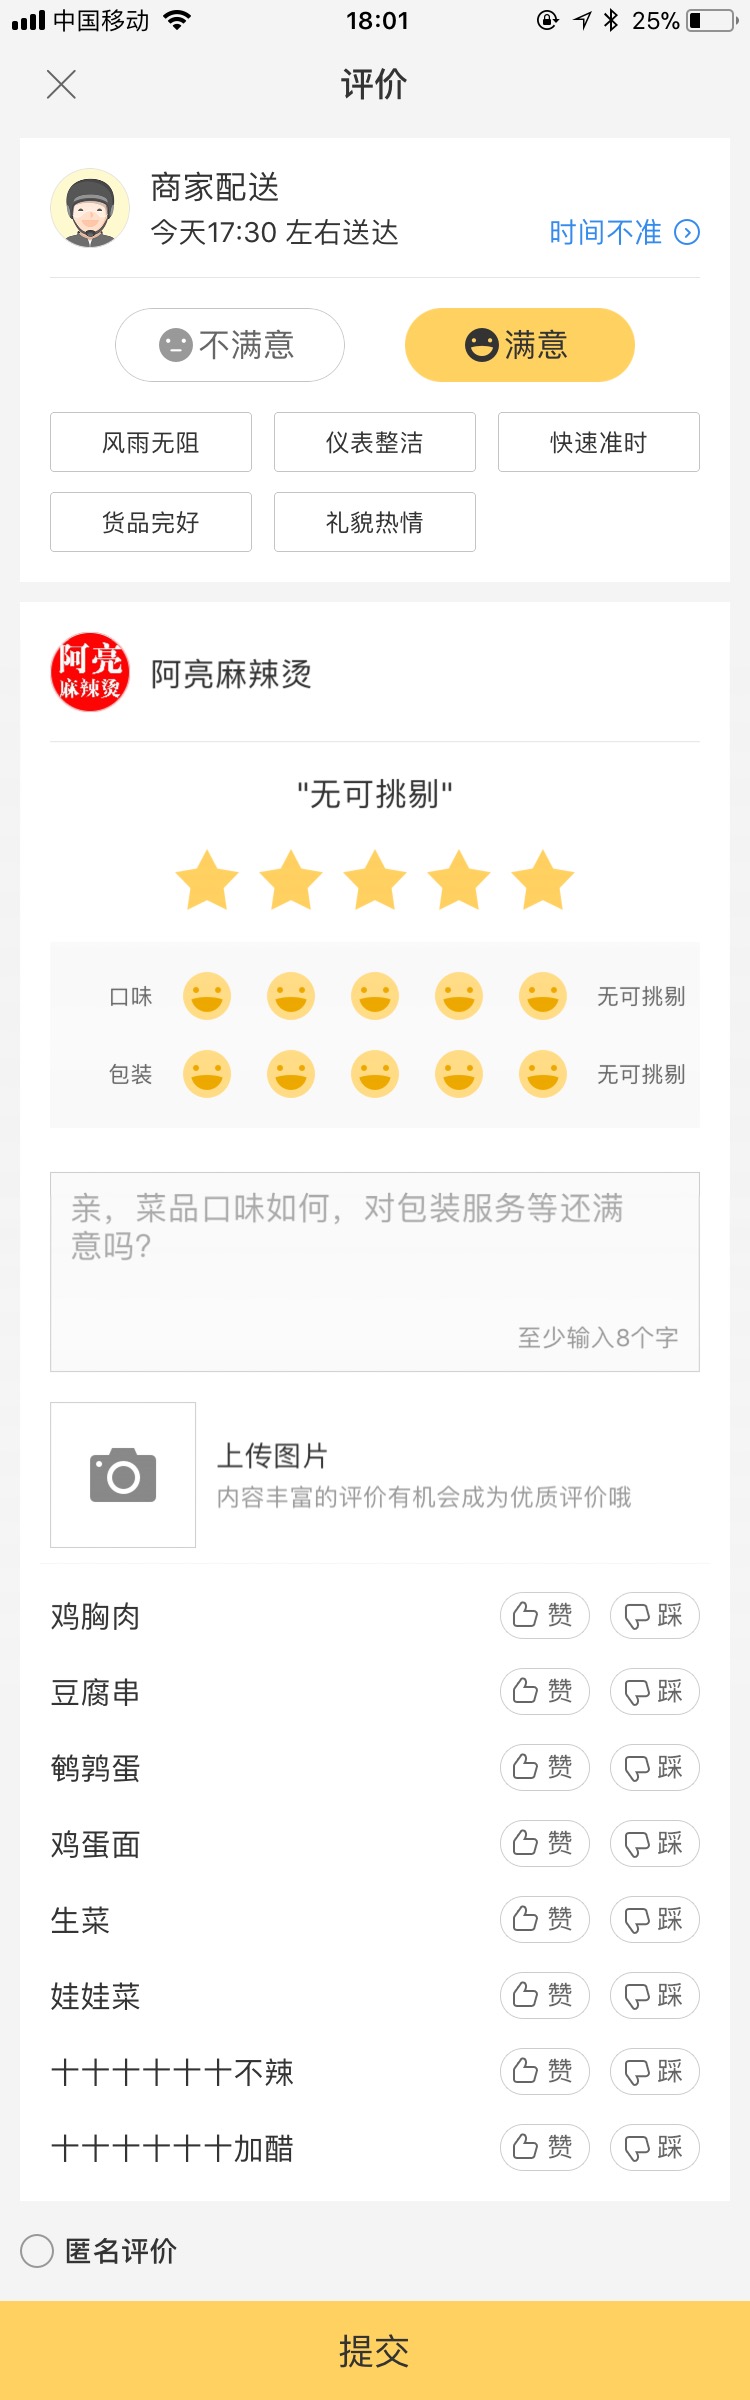 中国移动 18:01 25%
评价
商家配送
今天17:30 左右送达 时间不准
不满意 满意
风雨无阻 仪表整洁 快速准时
货品完好 礼貌热情
阿亮
麻辣烫
阿亮麻辣烫
"无可挑剔"
口味 无可挑剔
包装 无可挑剔
亲，菜品口味如何，对包装服务等还满
意吗？
至少输入8个字
上传图片
内容丰富的评价有机会成为优质评价哦
鸡胸肉 赞 踩
豆腐串 赞 踩
鹌鹑蛋 赞 踩
鸡蛋面 赞 踩
生菜 赞 踩
娃娃菜 赞 踩
十十十十十十不辣 赞 踩
十十十十十十加醋 赞 踩
匿名评价
提交